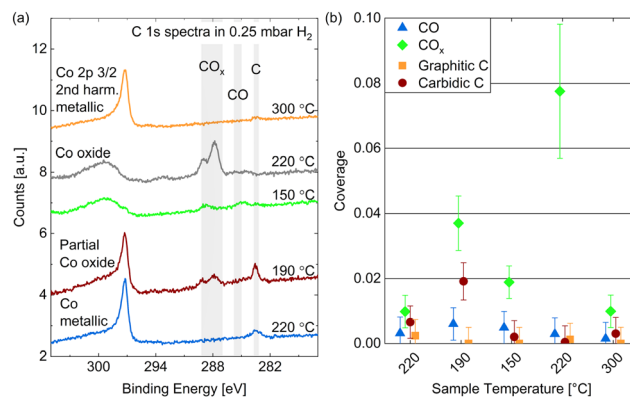 (a)
C 1s spectra in 0.25 mbar H2
12
10
8
6
4
2
Counts [a.u.]
Co 2p 3/2
2nd harm.
metallic
COx
CO
C
300 °C
Co oxide
220 °C
150 °C
Partial
Co oxide
190 °C
Co
metallic
220 °C
300
294
288
282
Binding Energy [eV]
(b)
0.10
0.08
0.06
0.04
0.02
0.00
Coverage
CO
COx
Graphitic C
Carbidic C
220
190
150
220
300
Sample Temperature [°C]